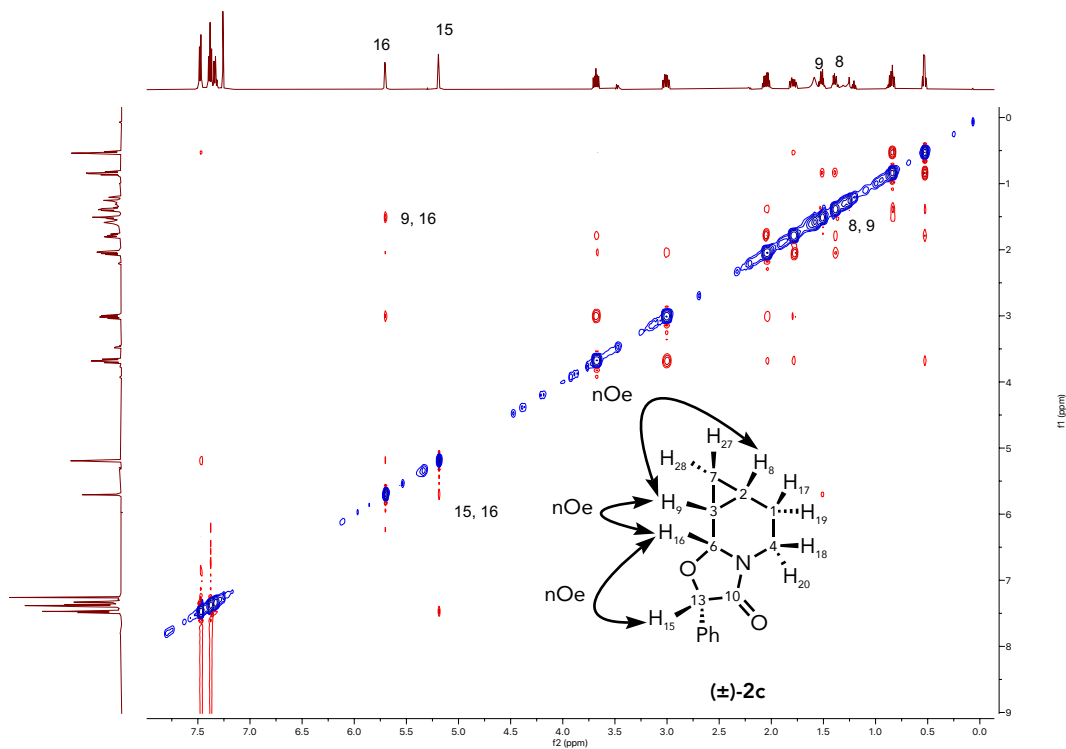 16
15
9
8
0
1
9, 16
8, 9
2
3
4
nOe
H27
H8
5
H28
7
2
H17
15, 16
H9
3
1
H19
6
nOe
H16
6
4
H18
N
H20
O
7
nOe
13
10
H15
Ph
O
8
(±)-2c
9
7.5 7.0 6.5 6.0 5.5 5.0 4.5 4.0 3.5 3.0 2.5 2.0 1.5 1.0 0.5 0.0
f2 (ppm)
f1 (ppm)